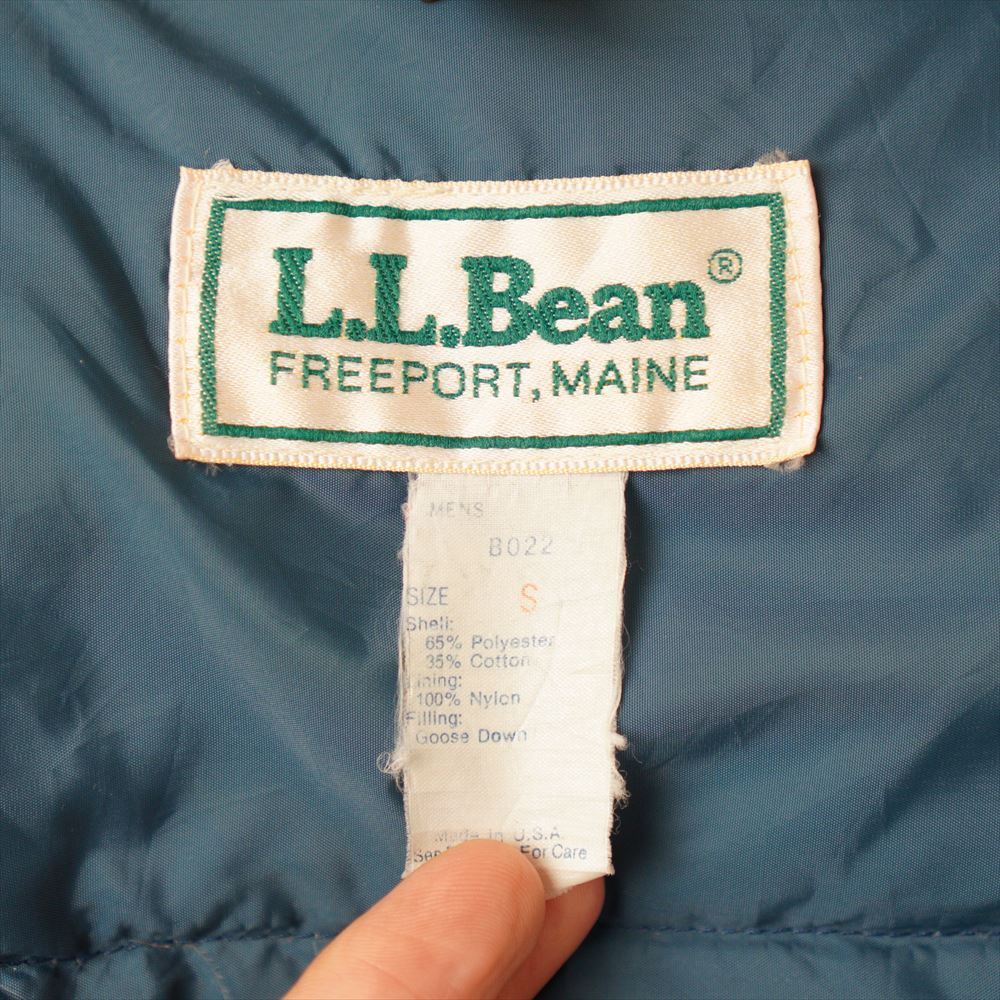 L.L.Bean®
FREEPORT, MAINE
MENS
B022
SIZE S
Shell:
65% Polyester
35% Cotton
Lining:
100% Nylon
Filling:
Goose Down
Made in U.S.A.
For Care